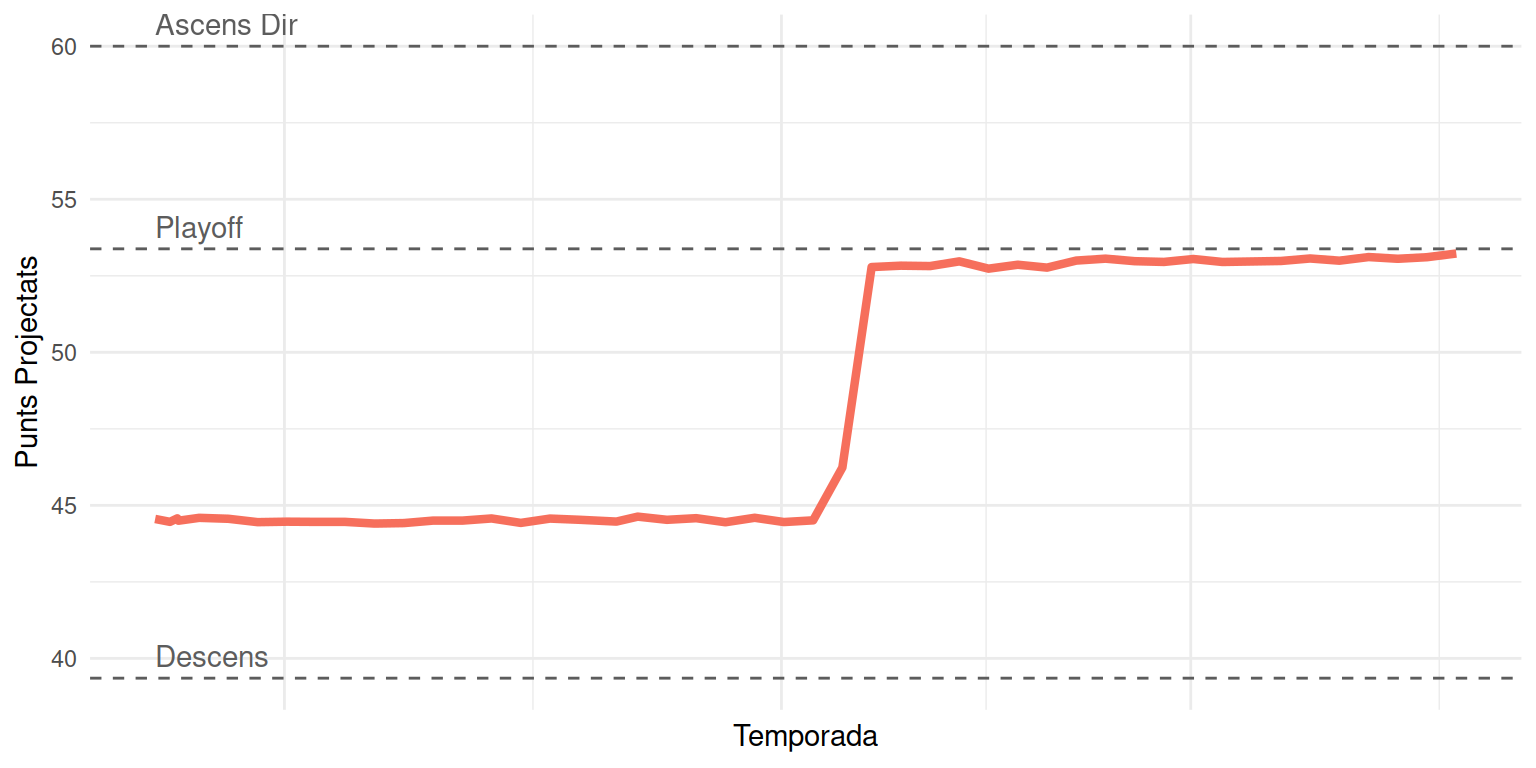 Ascens Dir
60
55
Playoff
50
45
Descens
40
Punts Projectats
Temporada